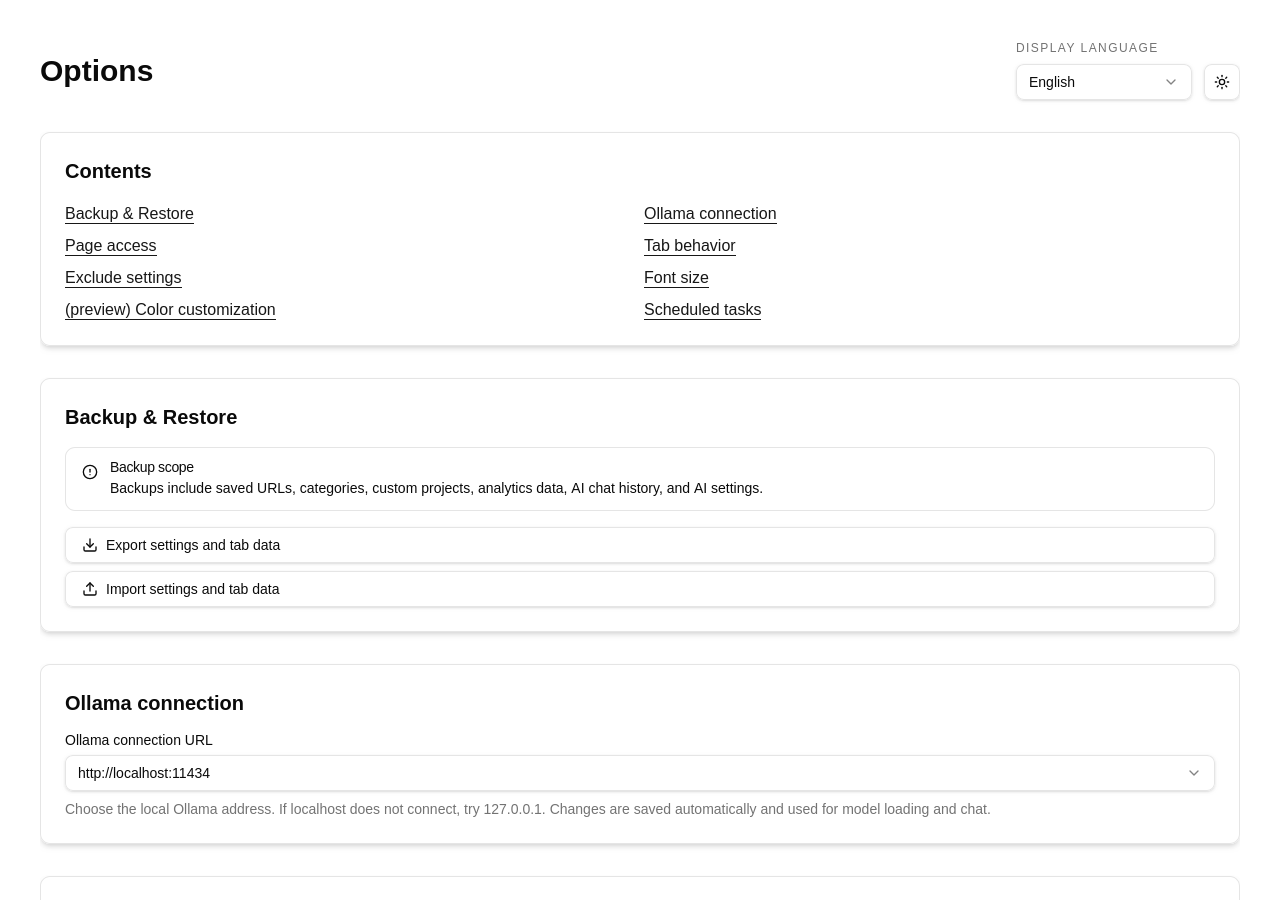 Options
DISPLAY LANGUAGE
English
Contents
Backup & Restore
Ollama connection
Page access
Tab behavior
Exclude settings
Font size
(preview) Color customization
Scheduled tasks
Backup & Restore
Backup scope
Backups include saved URLs, categories, custom projects, analytics data, AI chat history, and AI settings.
Export settings and tab data
Import settings and tab data
Ollama connection
Ollama connection URL
http://localhost:11434
Choose the local Ollama address. If localhost does not connect, try 127.0.0.1. Changes are saved automatically and used for model loading and chat.